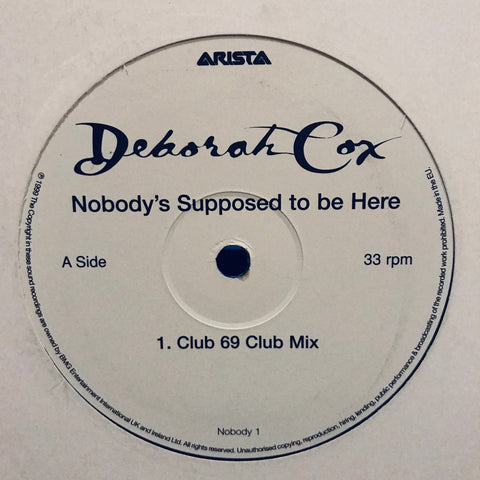 ARISTA
Deborah Cox
Nobody's Supposed to be Here
A Side
33 rpm
1. Club 69 Club Mix
Nobody 1
℗ 1999 The Copyright in these sound recordings are owned by BMG Entertainment International UK and Ireland Ltd. All rights reserved. Unauthorised copying, reproduction, hiring, lending, public performance & broadcasting of the recorded work prohibited. Made in the EU.